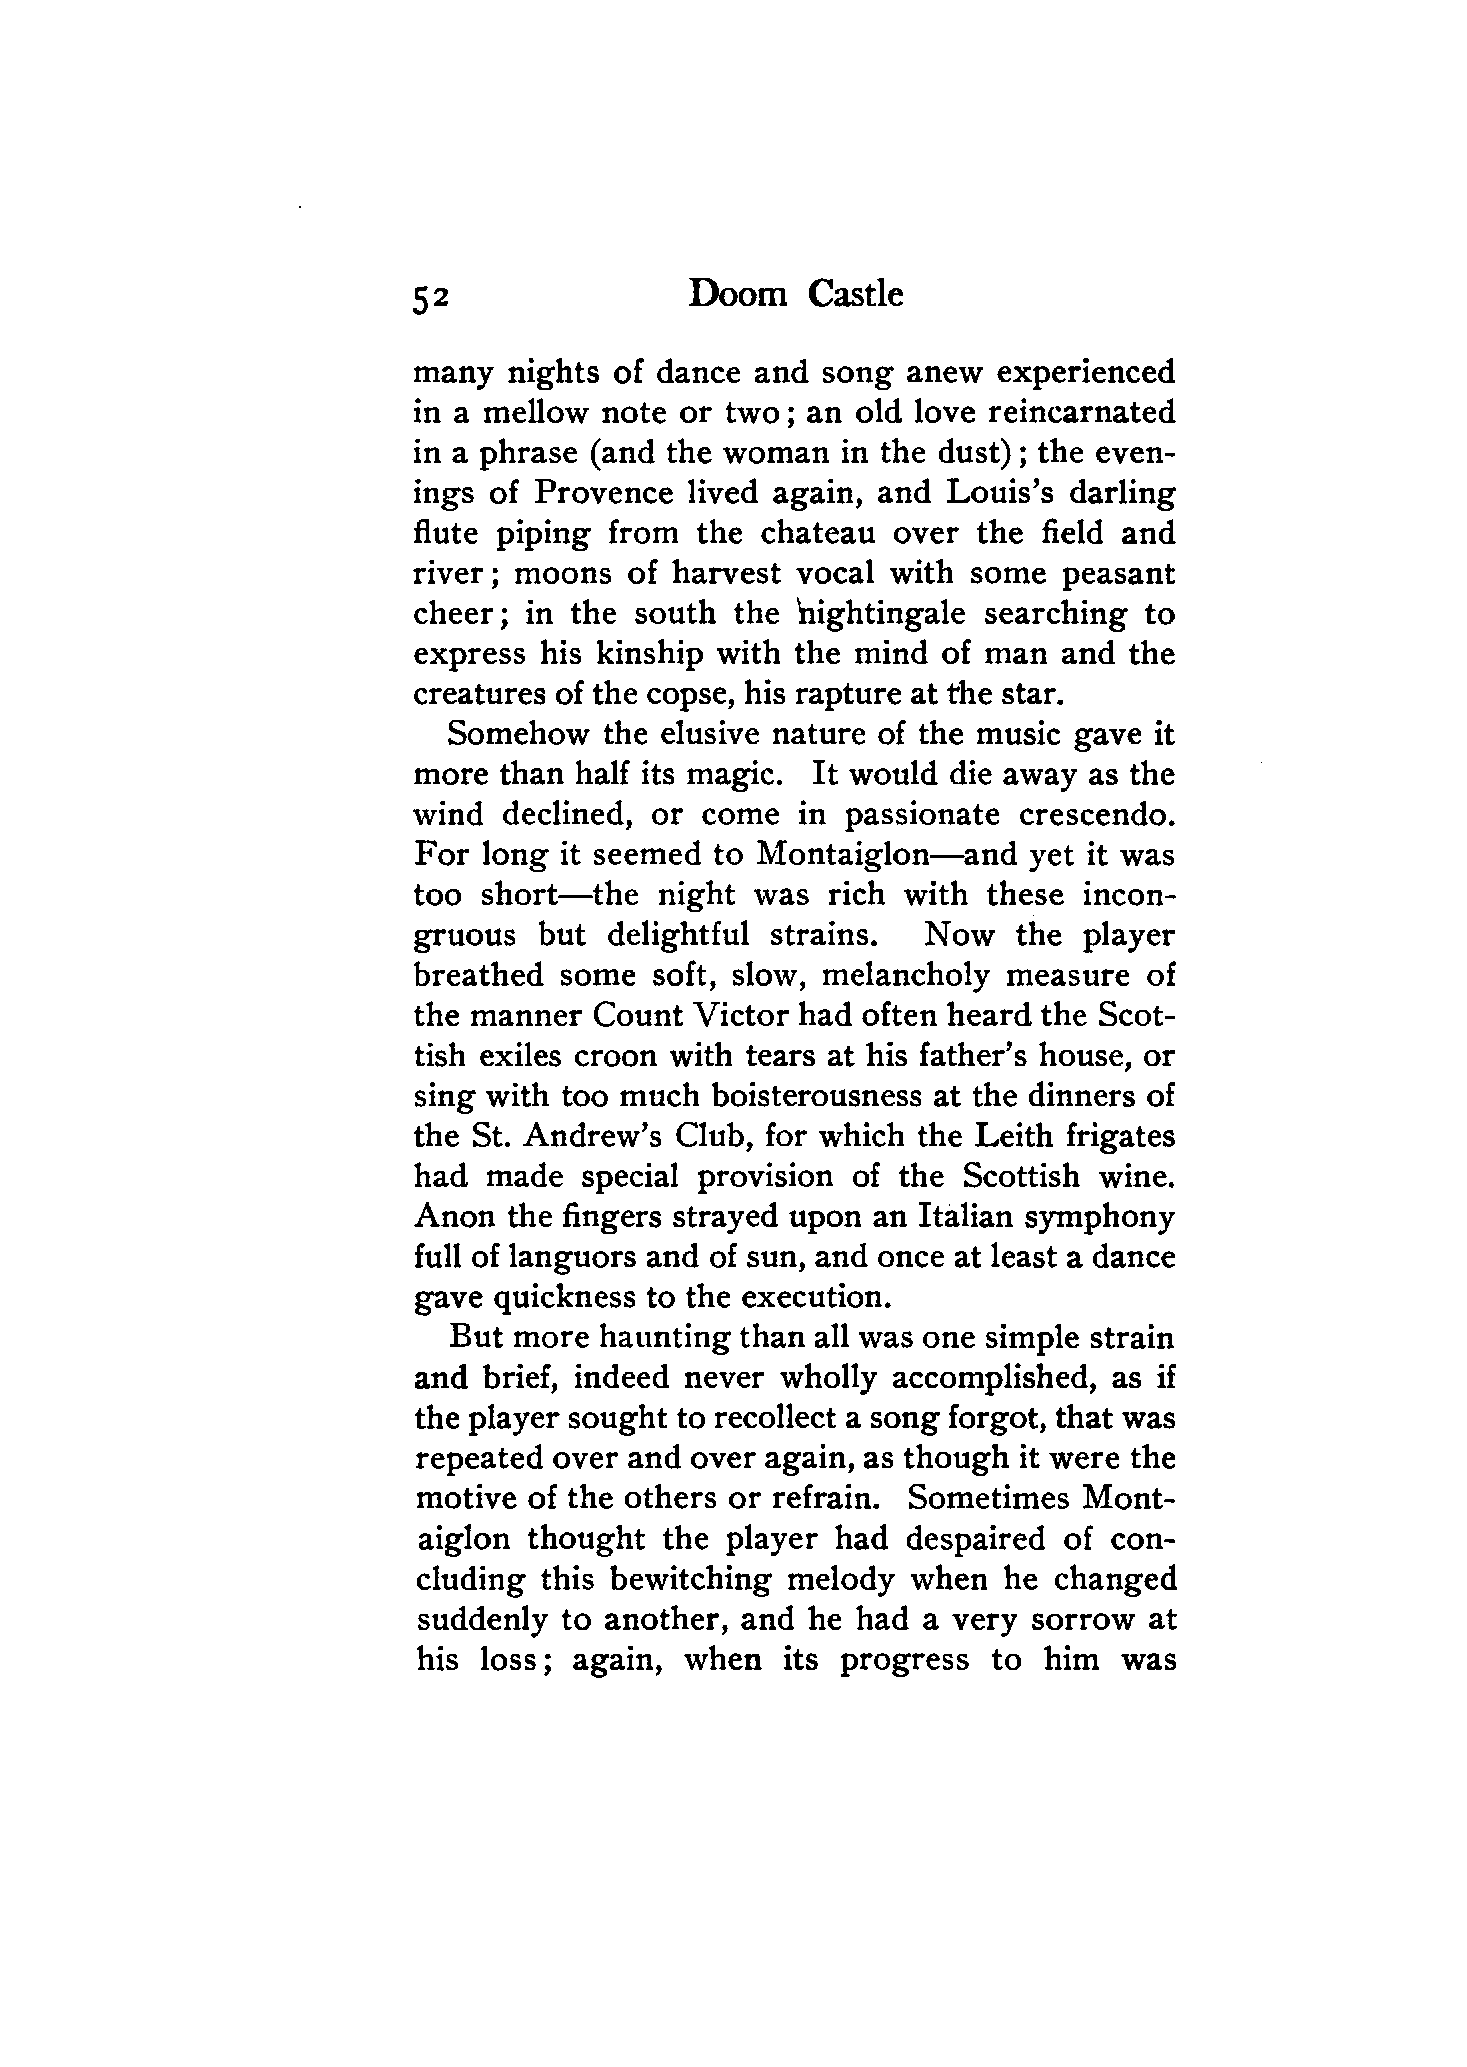 52 Doom Castle
many nights of dance and song anew experienced
in a mellow note or two; an old love reincarnated
in a phrase (and the woman in the dust); the even-
ings of Provence lived again, and Louis's darling
flute piping from the chateau over the field and
river; moons of harvest vocal with some peasant
cheer; in the south the nightingale searching to
express his kinship with the mind of man and the
creatures of the copse, his rapture at the star.
Somehow the elusive nature of the music gave it
more than half its magic. It would die away as the
wind declined, or come in passionate crescendo.
For long it seemed to Montaiglon—and yet it was
too short—the night was rich with these incon-
gruous but delightful strains. Now the player
breathed some soft, slow, melancholy measure of
the manner Count Victor had often heard the Scot-
tish exiles croon with tears at his father's house, or
sing with too much boisterousness at the dinners of
the St. Andrew's Club, for which the Leith frigates
had made special provision of the Scottish wine.
Anon the fingers strayed upon an Italian symphony
full of languors and of sun, and once at least a dance
gave quickness to the execution.
But more haunting than all was one simple strain
and brief, indeed never wholly accomplished, as if
the player sought to recollect a song forgot, that was
repeated over and over again, as though it were the
motive of the others or refrain. Sometimes Mont-
aiglon thought the player had despaired of con-
cluding this bewitching melody when he changed
suddenly to another, and he had a very sorrow at
his loss; again, when its progress to him was